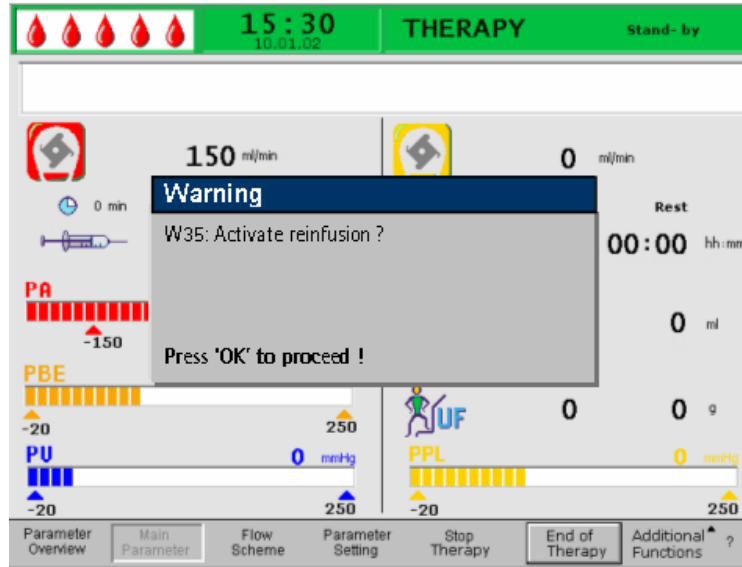 15:30
10.01.02
THERAPY
Stand- by
150 ml/min
0 ml/min
0 min
Rest
00:00 hh:mm
Warning
W35: Activate reinfusion ?
Press 'OK' to proceed !
PA
-150
0 ml
PBE
-20
250
UF
0
0 g
PV
0 mmHg
-20
250
PPL
0 mmHg
-20
250
Parameter Overview
Main Parameter
Flow Scheme
Parameter Setting
Stop Therapy
End of Therapy
Additional Functions
?